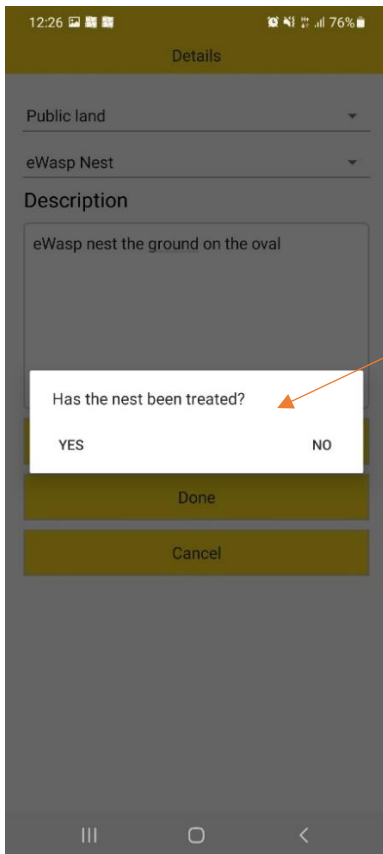 12:26 76%
Details
Public land
eWasp Nest
Description
eWasp nest the ground on the oval
Has the nest been treated?
YES NO
Done
Cancel